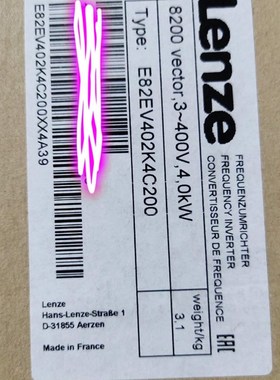 Lenze
FREQUENZUMRICHTER
FREQUENCY INVERTER
CONVERTISSEUR DE FREQUENCE
EAC
8200 vector,3~400V,4.0kW
weight/kg
3.1
Type: E82EV402K4C200
E82EV402K4C200XX4A39
Lenze
Hans-Lenze-Straße 1
D-31855 Aerzen
Made in France